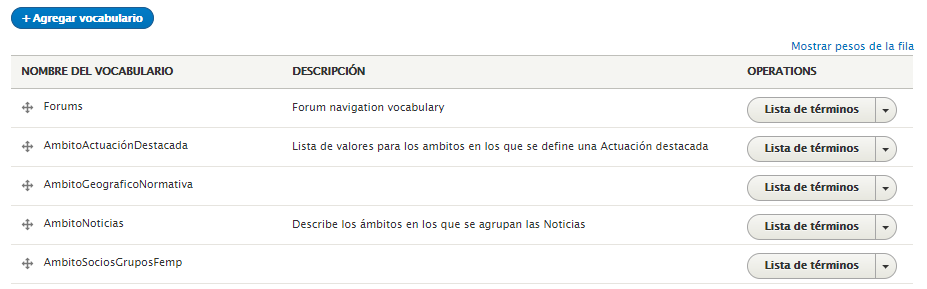 + Agregar vocabulario
Mostrar pesos de la fila
NOMBRE DEL VOCABULARIO DESCRIPCIÓN OPERATIONS
Forums Forum navigation vocabulary Lista de términos
AmbitoActuaciónDestacada Lista de valores para los ambitos en los que se define una Actuación destacada Lista de términos
AmbitoGeograficoNormativa Lista de términos
AmbitoNoticias Describe los ámbitos en los que se agrupan las Noticias Lista de términos
AmbitoSociosGruposFemp Lista de términos